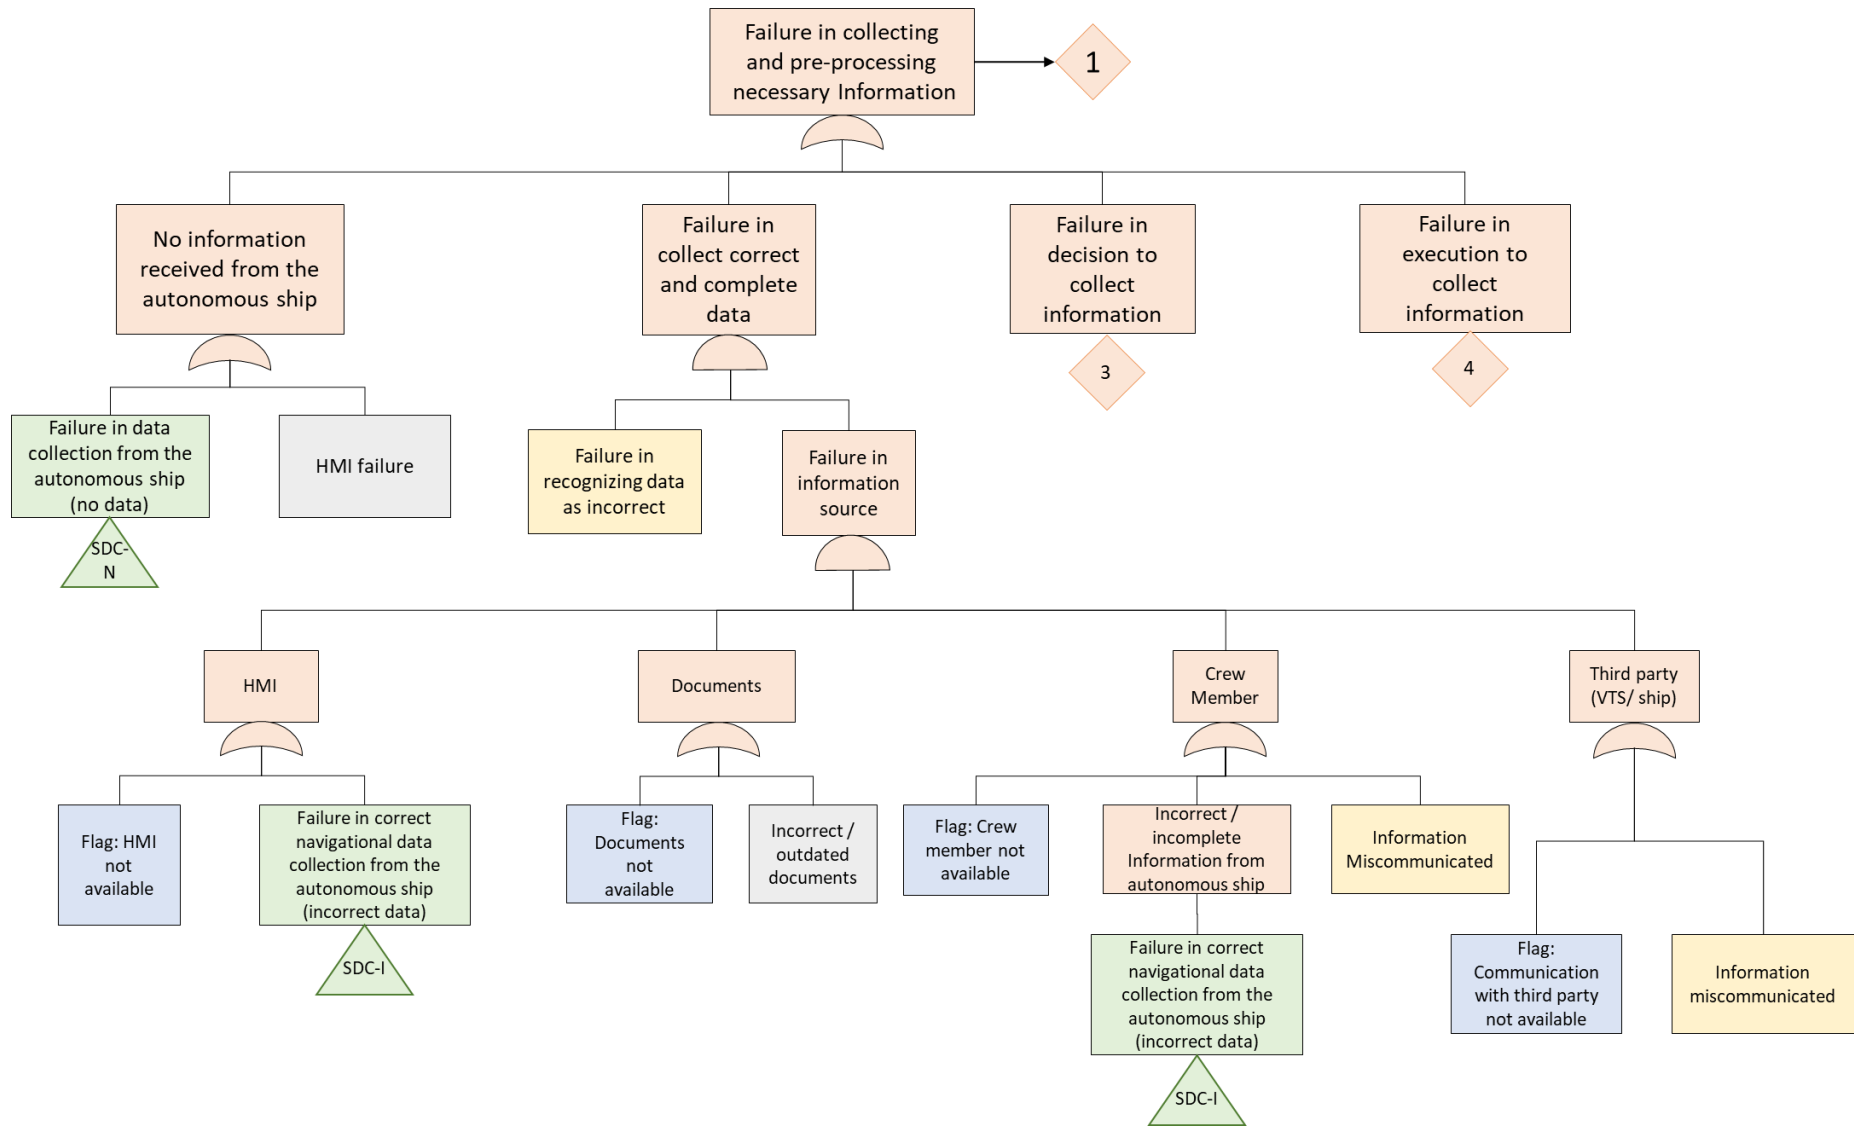 Failure in collecting
and pre-processing
necessary Information
1
No information
received from the
autonomous ship
Failure in
collect correct
and complete
data
Failure in
decision to
collect
information
Failure in
execution to
collect
information
3
4
Failure in data
collection from the
autonomous ship
(no data)
HMI failure
Failure in
recognizing data
as incorrect
Failure in
information
source
SDC-
N
HMI
Documents
Crew
Member
Third party
(VTS/ ship)
Flag: HMI
not
available
Failure in correct
navigational data
collection from the
autonomous ship
(incorrect data)
Flag:
Documents
not
available
Incorrect /
outdated
documents
Flag: Crew
member not
available
Incorrect /
incomplete
Information from
autonomous ship
Information
Miscommunicated
SDC-I
Failure in correct
navigational data
collection from the
autonomous ship
(incorrect data)
Flag:
Communication
with third party
not available
Information
miscommunicated
SDC-I